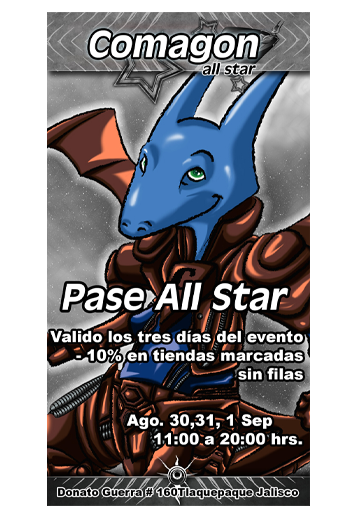 Comagon
all star
Pase All Star
Valido los tres días del evento
- 10% en tiendas marcadas
sin filas
Ago. 30,31, 1 Sep
11:00 a 20:00 hrs.
Donato Guerra # 160Tlaquepaque Jalisco